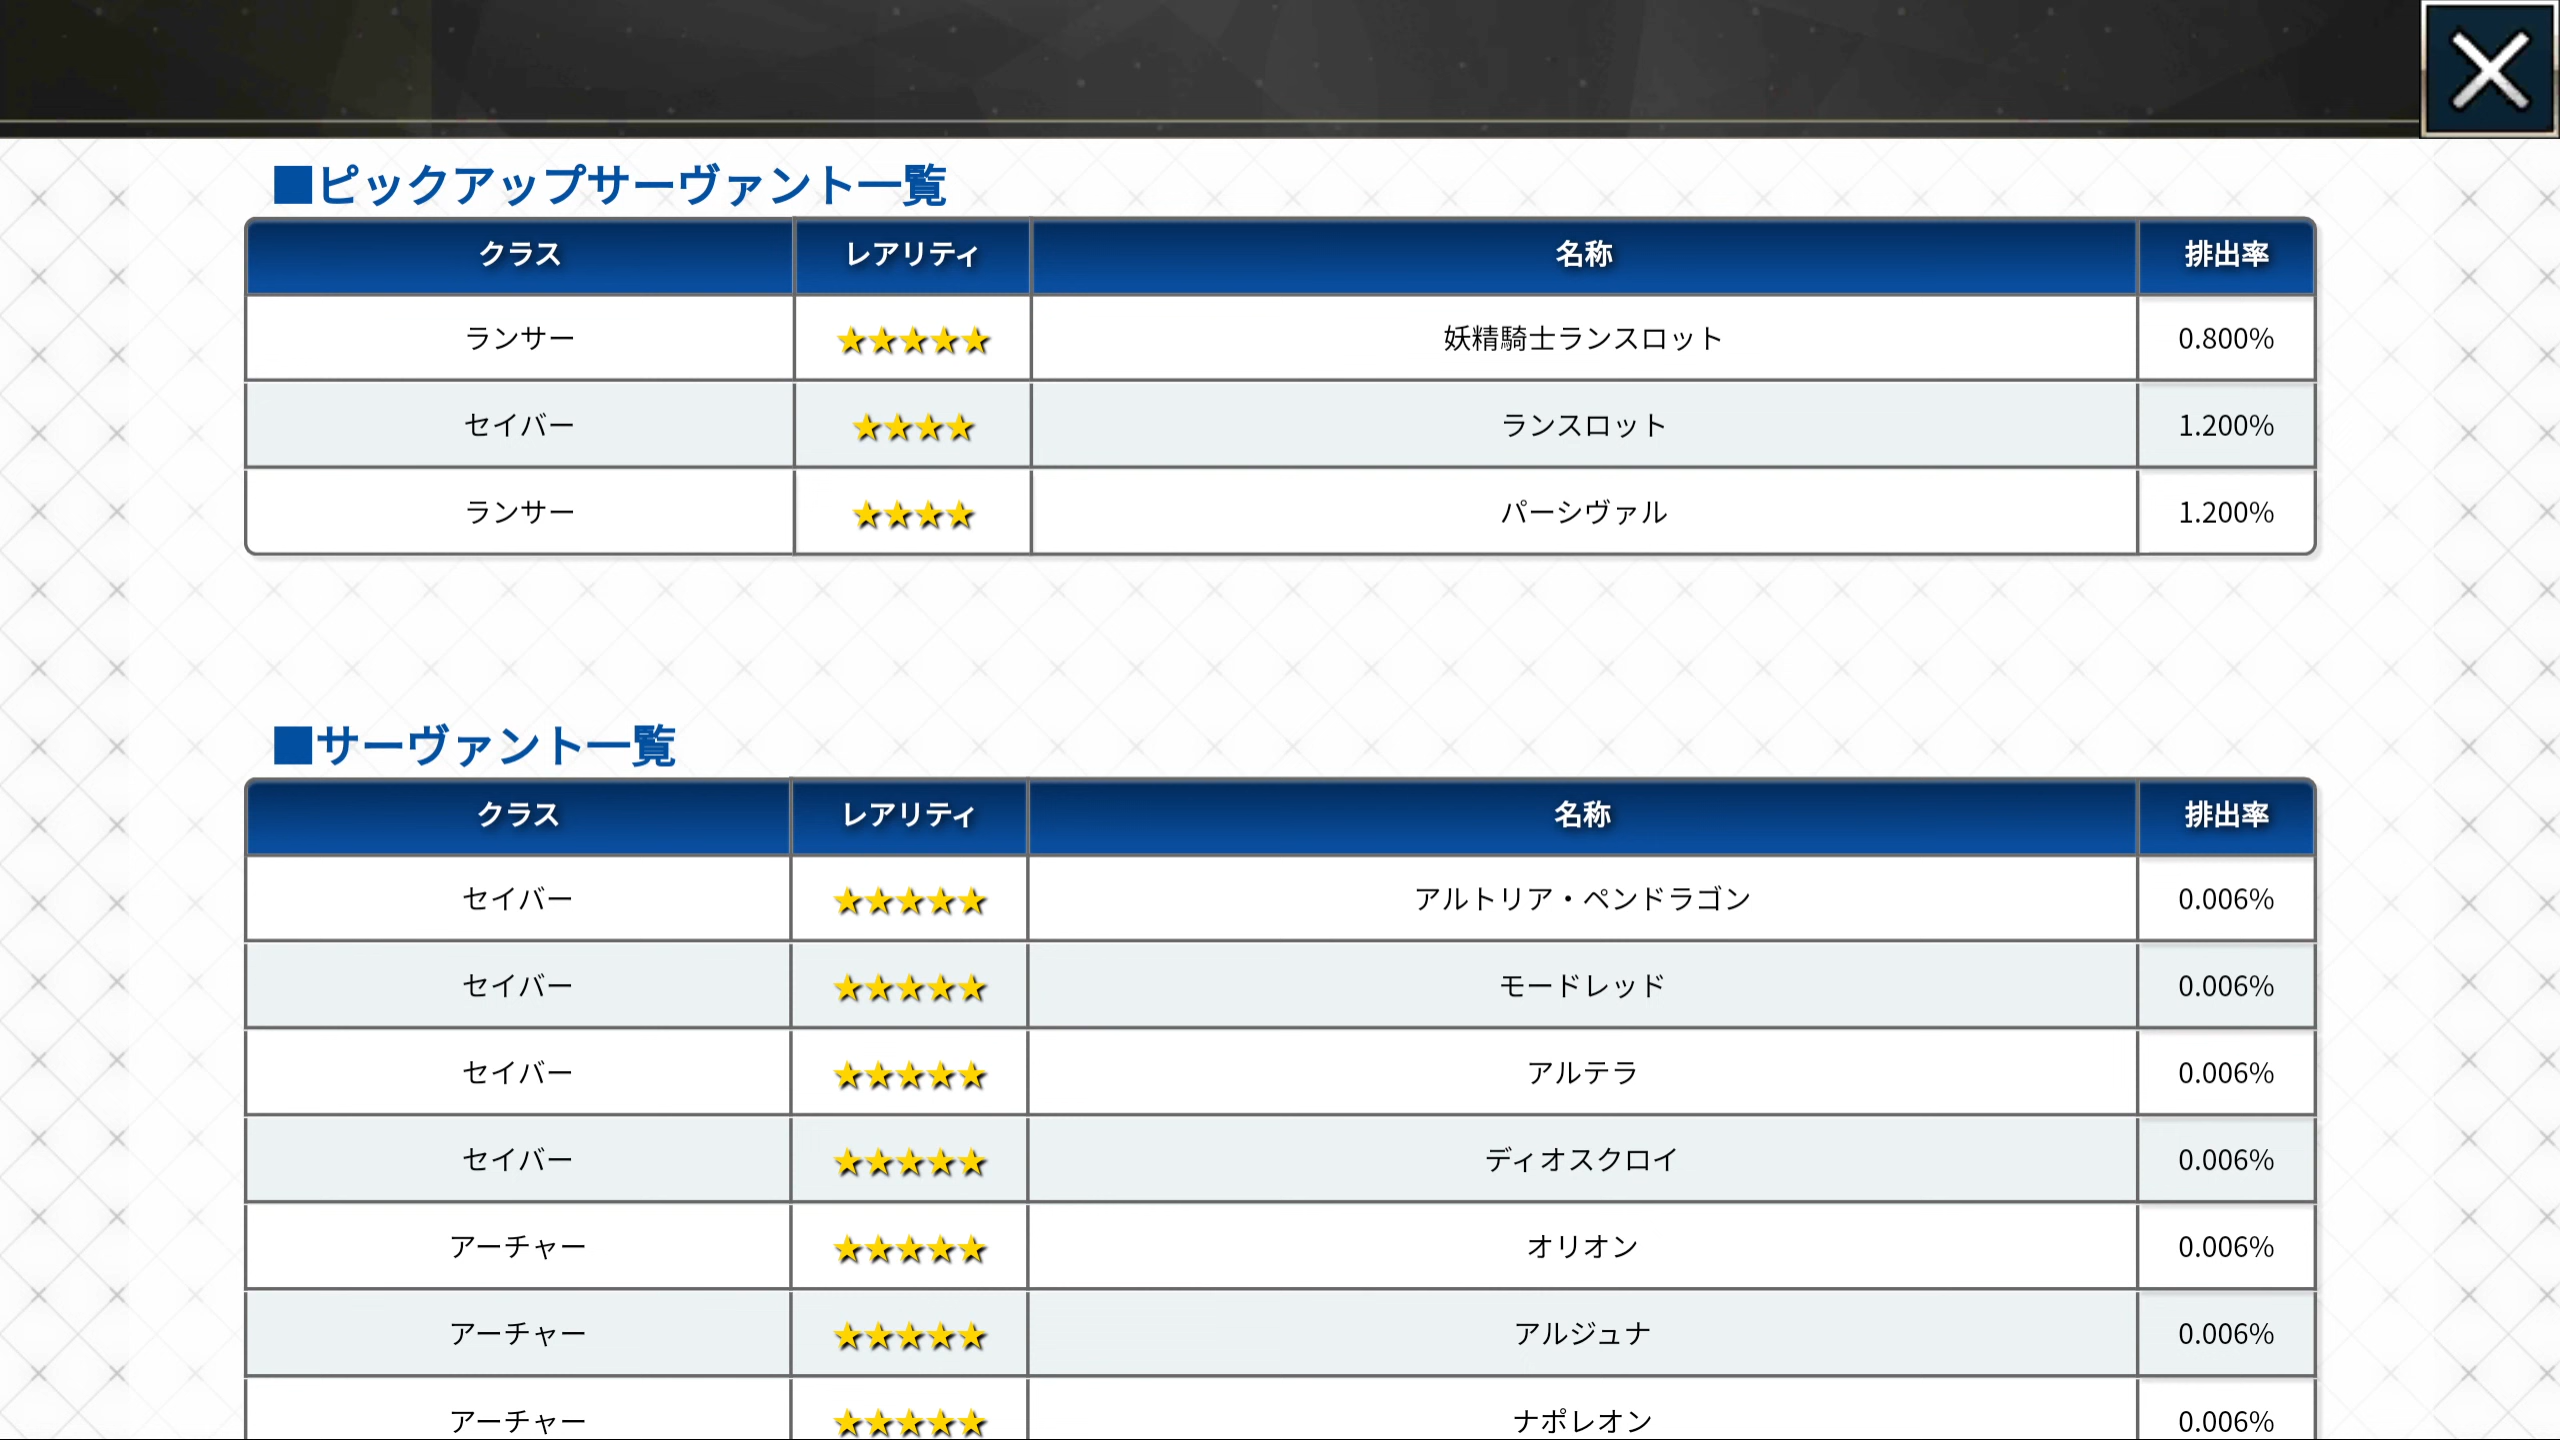 ■ピックアップサーヴァント一覧
クラス レアリティ 名称 排出率
ランサー ★★★★★ 妖精騎士ランスロット 0.800%
セイバー ★★★★ ランスロット 1.200%
ランサー ★★★★ パーシヴァル 1.200%
■サーヴァント一覧
クラス レアリティ 名称 排出率
セイバー ★★★★★ アルトリア・ペンドラゴン 0.006%
セイバー ★★★★★ モードレッド 0.006%
セイバー ★★★★★ アルテラ 0.006%
セイバー ★★★★★ ディオスクロイ 0.006%
アーチャー ★★★★★ オリオン 0.006%
アーチャー ★★★★★ アルジュナ 0.006%
アーチャー ★★★★★ ナポレオン 0.006%